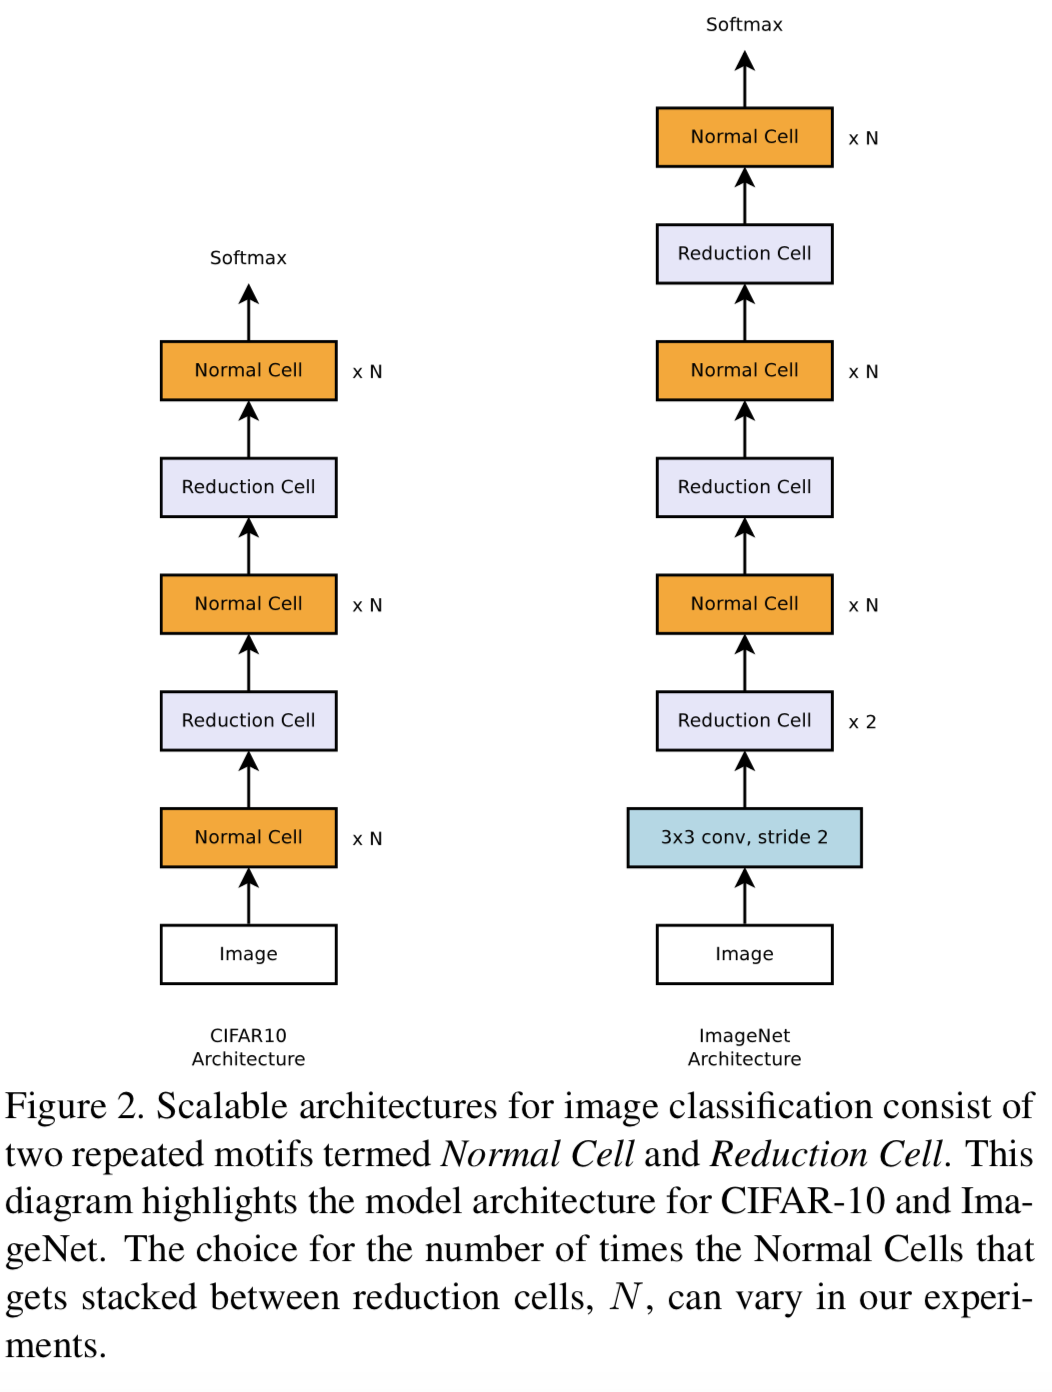 Softmax
Normal Cell x N
Reduction Cell
Normal Cell x N
Reduction Cell
Normal Cell x N
Image
CIFAR10
Architecture
Softmax
Normal Cell x N
Reduction Cell
Normal Cell x N
Reduction Cell
Normal Cell x N
Reduction Cell x 2
3x3 conv, stride 2
Image
ImageNet
Architecture
Figure 2. Scalable architectures for image classification consist of
two repeated motifs termed Normal Cell and Reduction Cell. This
diagram highlights the model architecture for CIFAR-10 and Ima-
geNet. The choice for the number of times the Normal Cells that
gets stacked between reduction cells, N, can vary in our experi-
ments.